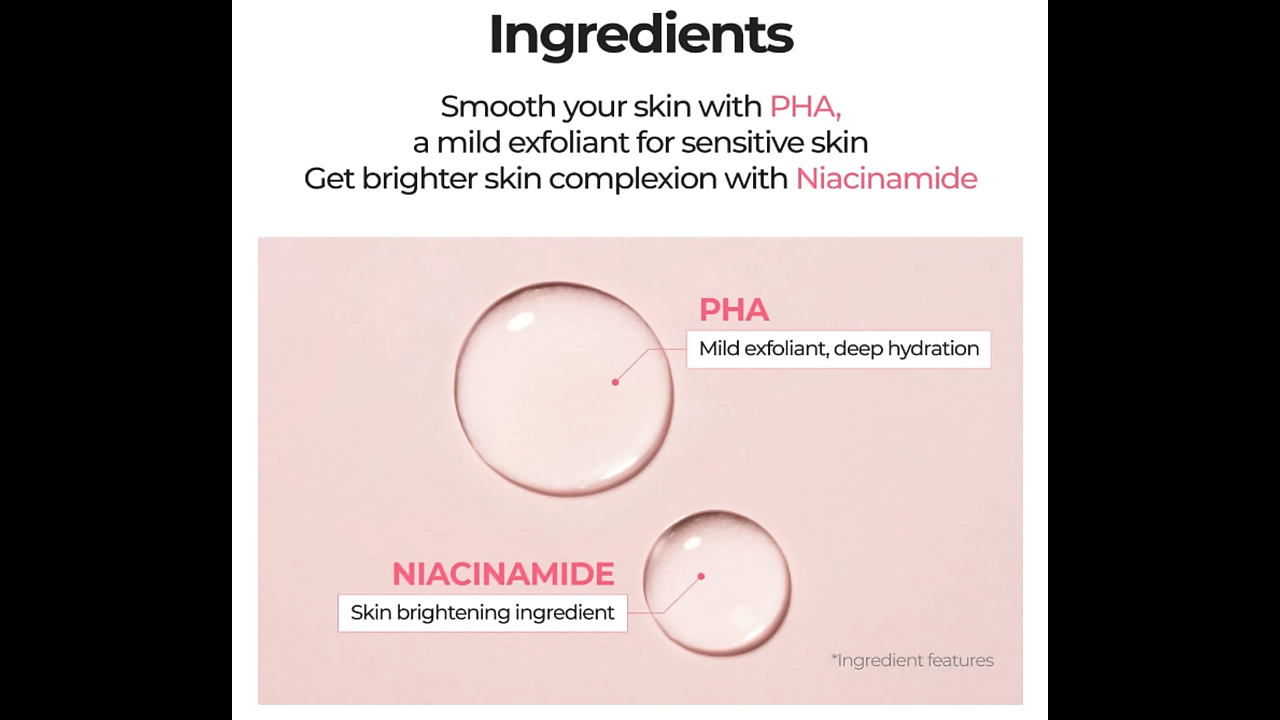 Ingredients
Smooth your skin with PHA,
a mild exfoliant for sensitive skin
Get brighter skin complexion with Niacinamide
PHA
Mild exfoliant, deep hydration
NIACINAMIDE
Skin brightening ingredient
*Ingredient features